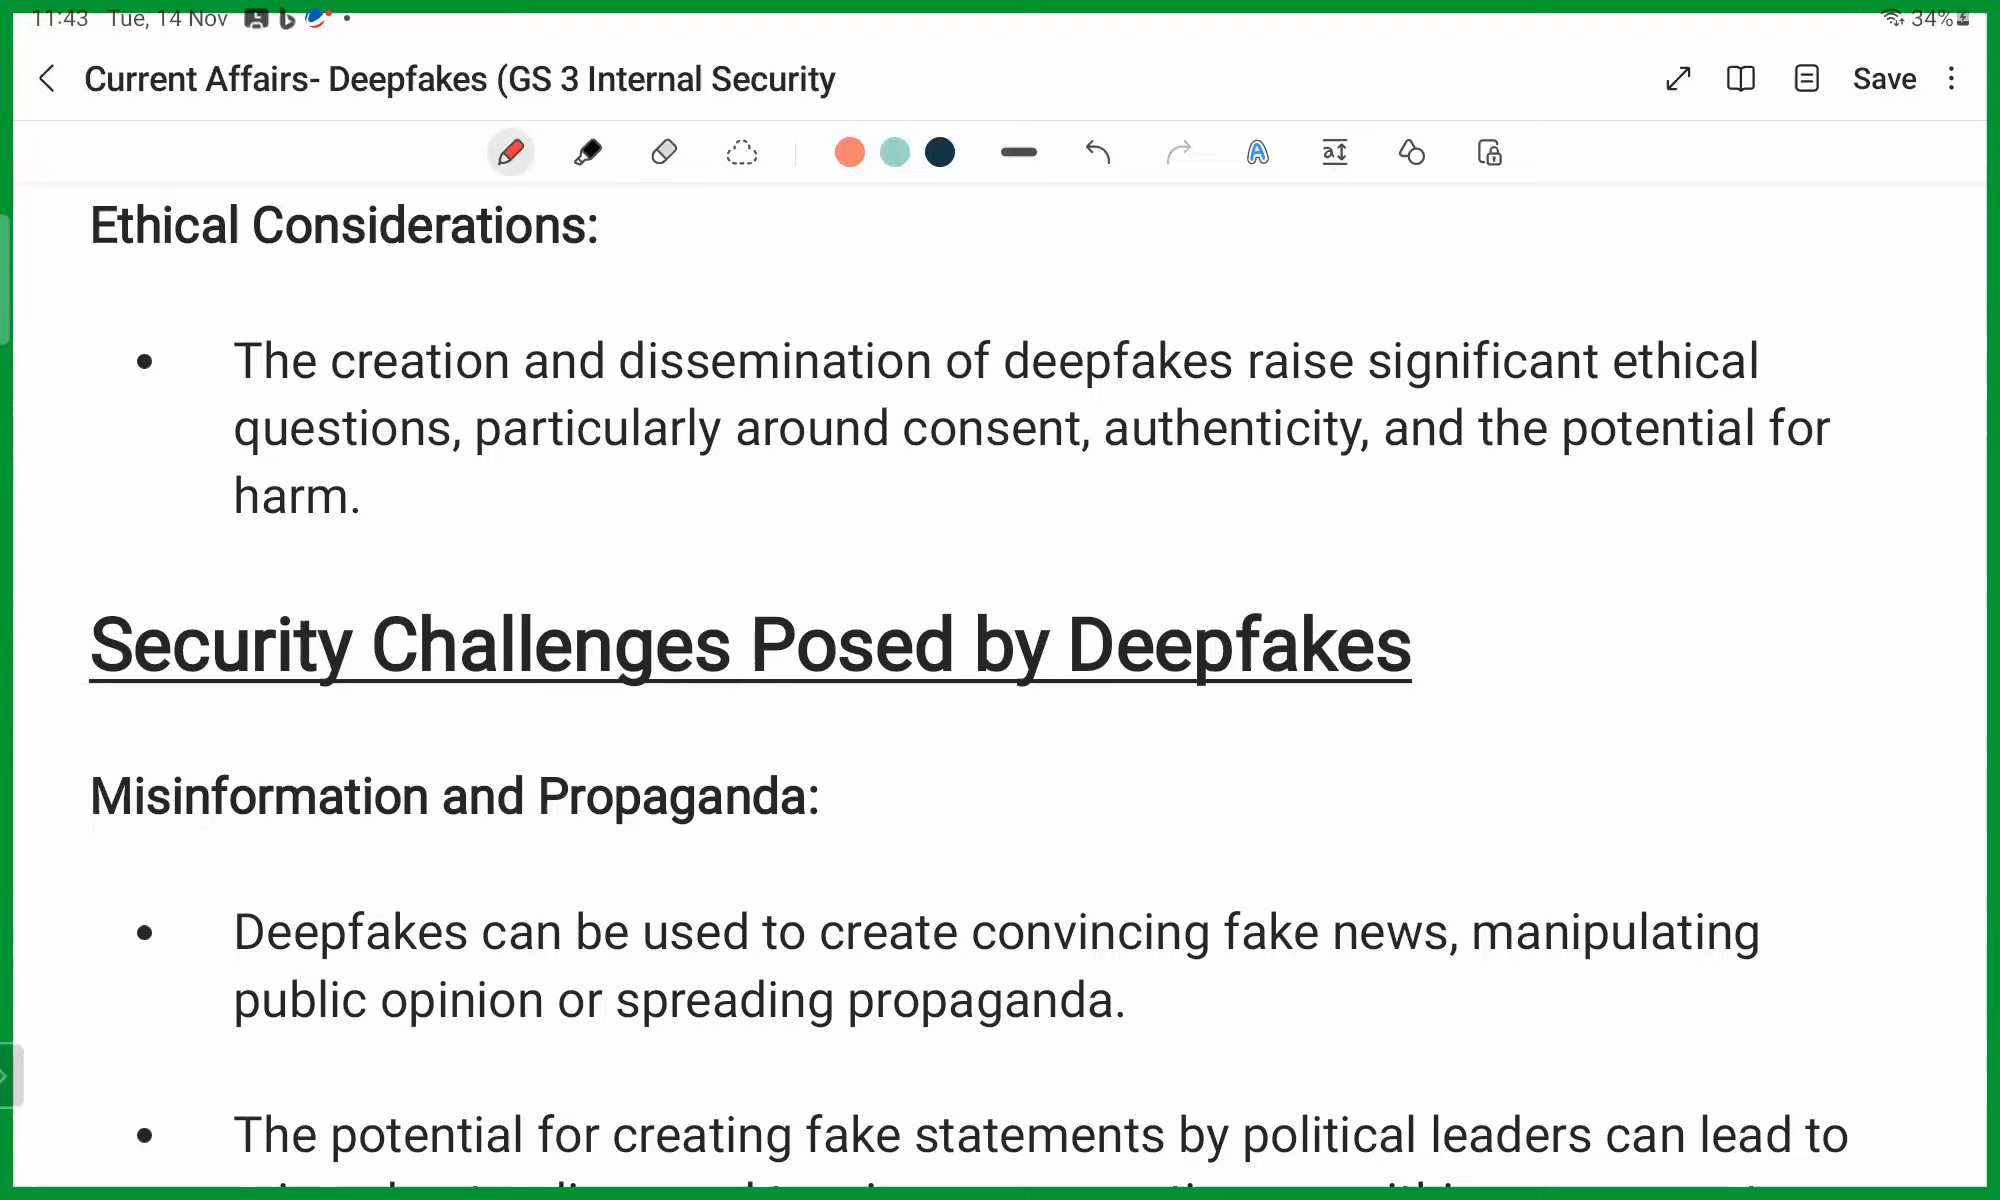 11:43 Tue, 14 Nov
34%
Current Affairs- Deepfakes (GS 3 Internal Security
Save
Ethical Considerations:
• The creation and dissemination of deepfakes raise significant ethical
questions, particularly around consent, authenticity, and the potential for
harm.
Security Challenges Posed by Deepfakes
Misinformation and Propaganda:
• Deepfakes can be used to create convincing fake news, manipulating
public opinion or spreading propaganda.
• The potential for creating fake statements by political leaders can lead to